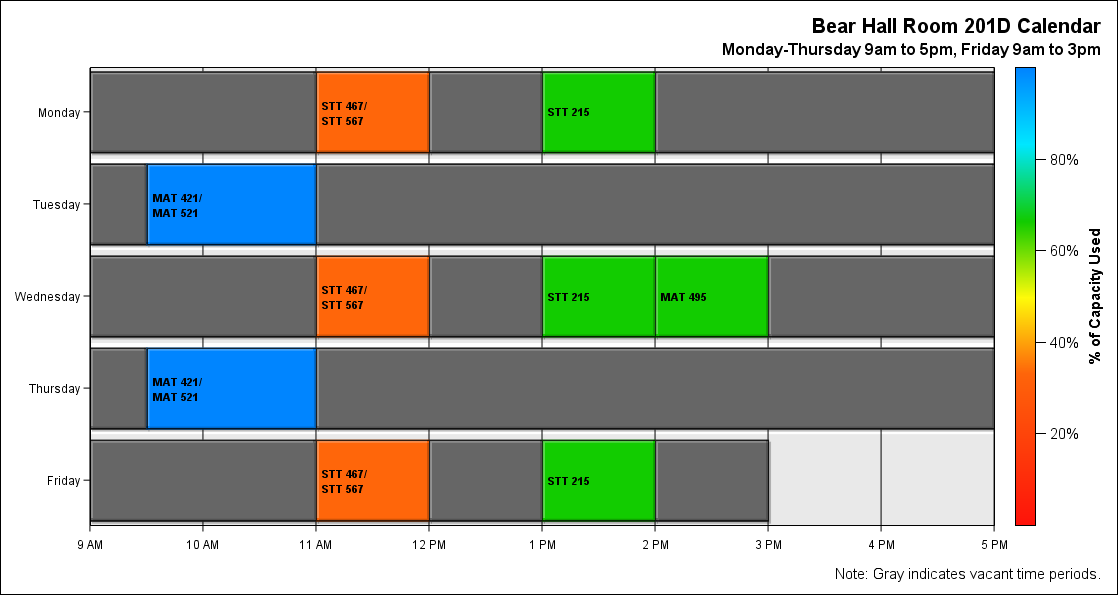 Bear Hall Room 201D Calendar
Monday-Thursday 9am to 5pm, Friday 9am to 3pm
Monday
STT 467/
STT 567
STT 215
Tuesday
MAT 421/
MAT 521
Wednesday
STT 467/
STT 567
STT 215
MAT 495
Thursday
MAT 421/
MAT 521
Friday
STT 467/
STT 567
STT 215
9 AM
10 AM
11 AM
12 PM
1 PM
2 PM
3 PM
4 PM
5 PM
80%
60%
40%
20%
% of Capacity Used
Note: Gray indicates vacant time periods.